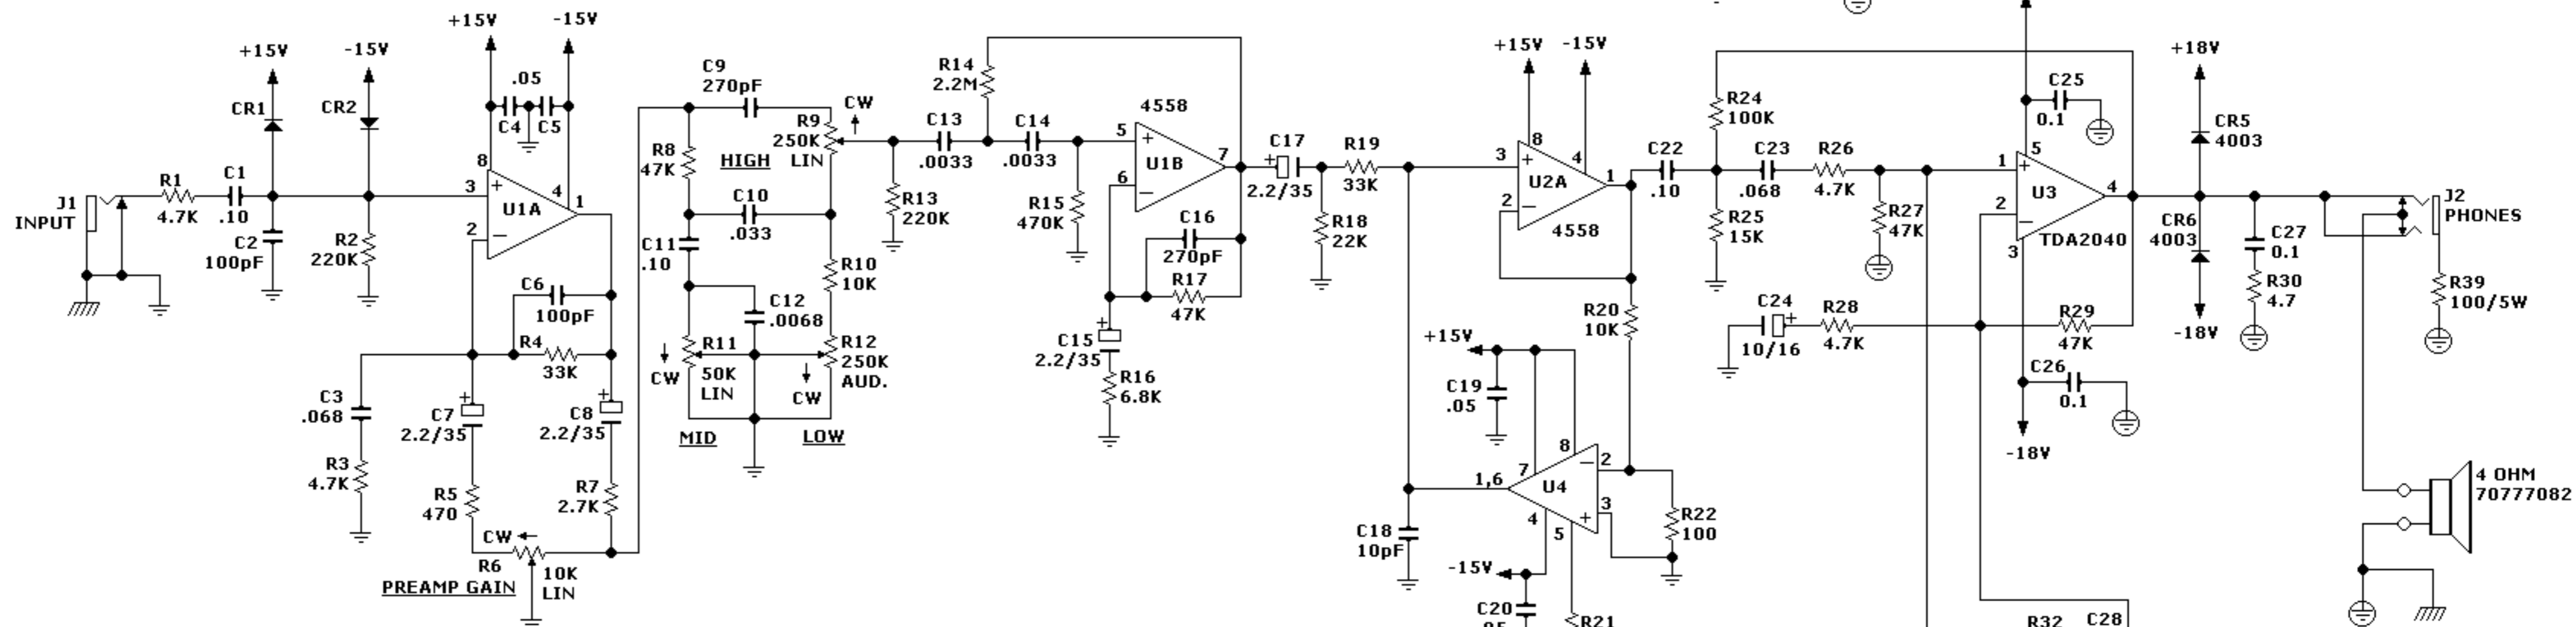 +15V
-15V
+15V
-15V
CR1
CR2
.05
C4
C5
8
3
+
4
1
U1A
2
−
J1
INPUT
R1
4.7K
C1
.10
C2
100pF
R2
220K
C6
100pF
R4
33K
C3
.068
R3
4.7K
+
C7
2.2/35
R5
470
+
C8
2.2/35
R7
2.7K
CW
R6
10K
LIN
PREAMP GAIN
C9
270pF
R8
47K
HIGH
R9
250K
LIN
CW
C10
.033
C11
.10
R10
10K
C12
.0068
R11
50K
LIN
CW
MID
R12
250K
AUD.
CW
LOW
R14
2.2M
C13
.0033
C14
.0033
R13
220K
R15
470K
4558
5
+
U1B
7
6
−
C16
270pF
R17
47K
+
C15
2.2/35
R16
6.8K
C17
+
2.2/35
R19
33K
R18
22K
+15V
-15V
8
3
+
4
U2A
1
2
−
4558
R20
10K
+15V
C19
.05
8
7
−
2
1,6
U4
3
+
4
5
R22
100
C18
10pF
-15V
C20
R21
C22
.10
R24
100K
C23
.068
R26
4.7K
R25
15K
R27
47K
C24
+
10/16
R28
4.7K
C25
0.1
5
1
+
4
U3
2
−
TDA2040
3
R29
47K
C26
0.1
-18V
R32
C28
+18V
CR5
4003
CR6
4003
-18V
C27
0.1
R30
4.7
J2
PHONES
R39
100/5W
4 OHM
70777082